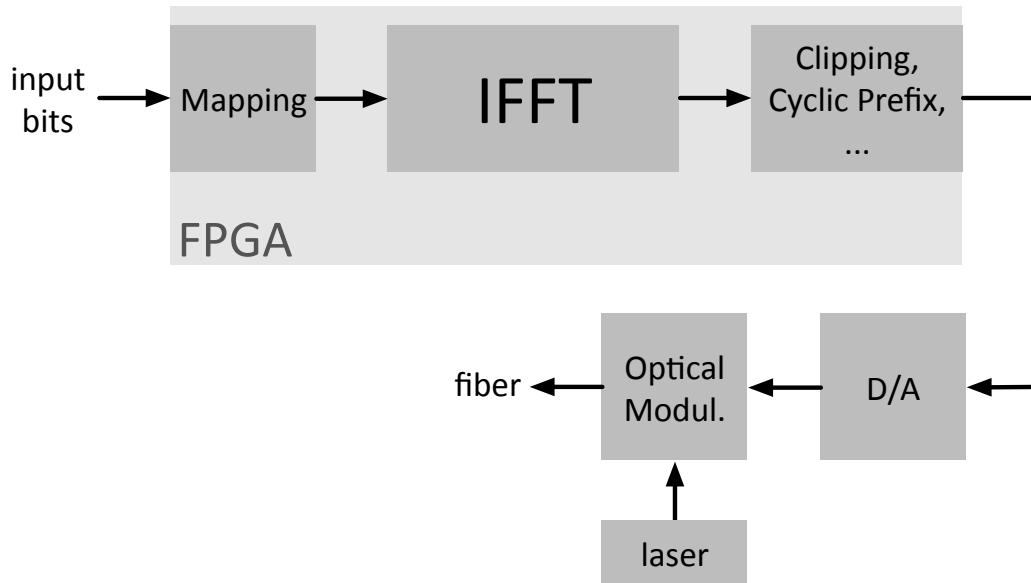 input
bits
Mapping
IFFT
Clipping,
Cyclic Prefix,
...
FPGA
fiber
Optical
Modul.
D/A
laser